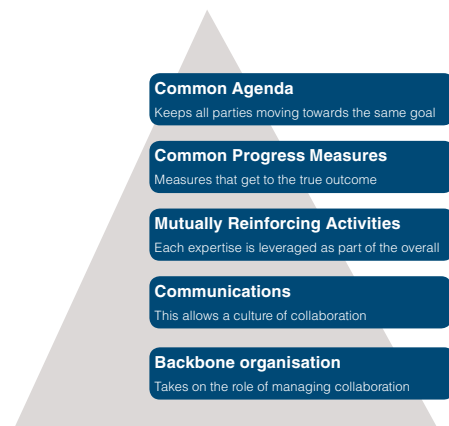 Common Agenda
Keeps all parties moving towards the same goal
Common Progress Measures
Measures that get to the true outcome
Mutually Reinforcing Activities
Each expertise is leveraged as part of the overall
Communications
This allows a culture of collaboration
Backbone organisation
Takes on the role of managing collaboration